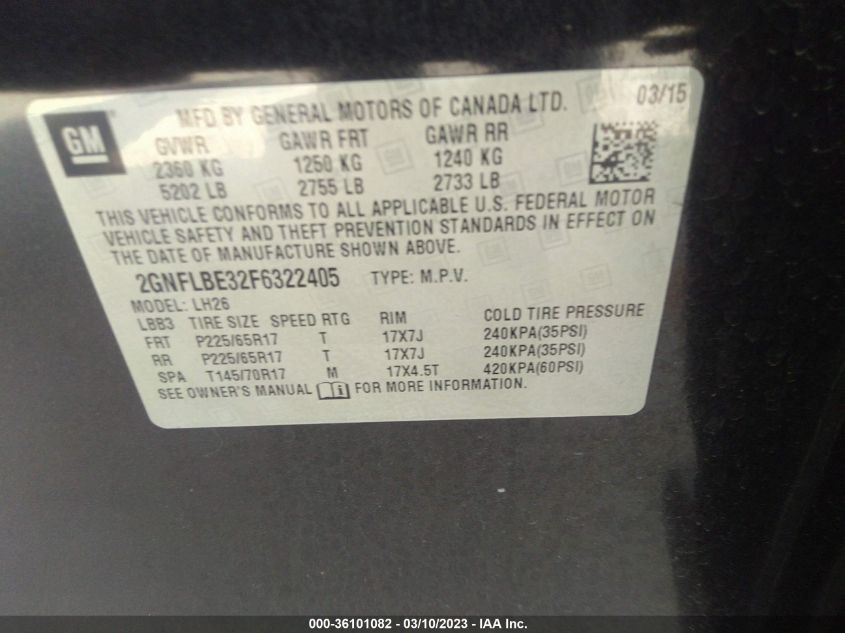 MFD BY GENERAL MOTORS OF CANADA LTD. 03/15
GM
GVWR GAWR FRT GAWR RR
2360 KG 1250 KG 1240 KG
5202 LB 2755 LB 2733 LB
THIS VEHICLE CONFORMS TO ALL APPLICABLE U.S. FEDERAL MOTOR
VEHICLE SAFETY AND THEFT PREVENTION STANDARDS IN EFFECT ON
THE DATE OF MANUFACTURE SHOWN ABOVE.
2GNFLBE32F6322405 TYPE: M.P.V.
MODEL: LH26
LBB3 TIRE SIZE SPEED RTG RIM COLD TIRE PRESSURE
FRT P225/65R17 T 17X7J 240KPA(35PSI)
RR P225/65R17 T 17X7J 240KPA(35PSI)
SPA T145/70R17 M 17X4.5T 420KPA(60PSI)
SEE OWNER'S MANUAL FOR MORE INFORMATION.
000-36101082 - 03/10/2023 - IAA Inc.